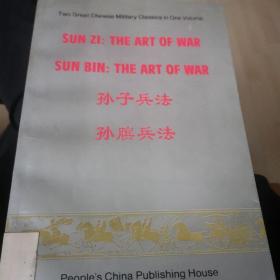 Two Great Chinese Military Classics in One Volume
SUN ZI: THE ART OF WAR
SUN BIN: THE ART OF WAR
孙子兵法
孙膑兵法
People's China Publishing House